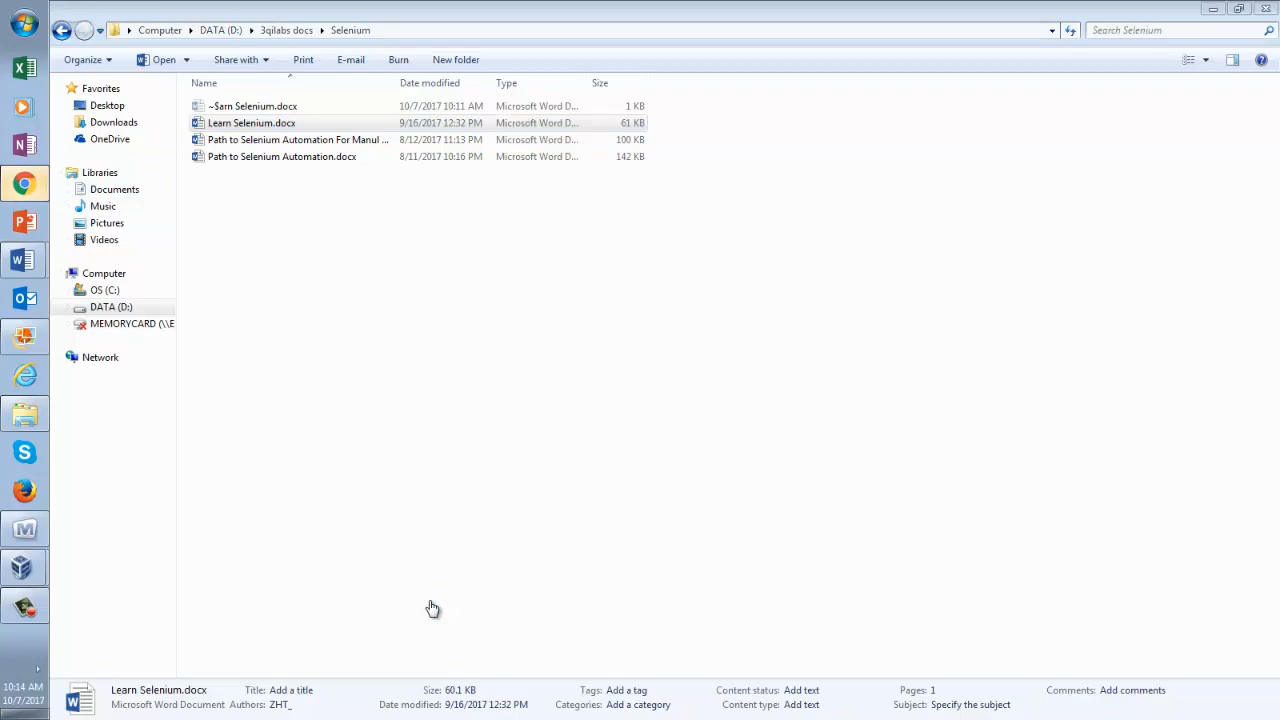 Computer DATA (D:) 3qilabs docs Selenium
Search Selenium
Organize Open Share with Print E-mail Burn New folder
Name Date modified Type Size
~$arn Selenium.docx 10/7/2017 10:11 AM Microsoft Word D... 1 KB
Learn Selenium.docx 9/16/2017 12:32 PM Microsoft Word D... 61 KB
Path to Selenium Automation For Manul ... 8/12/2017 11:13 PM Microsoft Word D... 100 KB
Path to Selenium Automation.docx 8/11/2017 10:16 PM Microsoft Word D... 142 KB
Favorites
Desktop
Downloads
OneDrive
Libraries
Documents
Music
Pictures
Videos
Computer
OS (C:)
DATA (D:)
MEMORYCARD (\\E
Network
10:14 AM
10/7/2017
Learn Selenium.docx Title: Add a title Size: 60.1 KB Tags: Add a tag Content status: Add text Pages: 1 Comments: Add comments
Microsoft Word Document Authors: ZHT_ Date modified: 9/16/2017 12:32 PM Categories: Add a category Content type: Add text Subject: Specify the subject